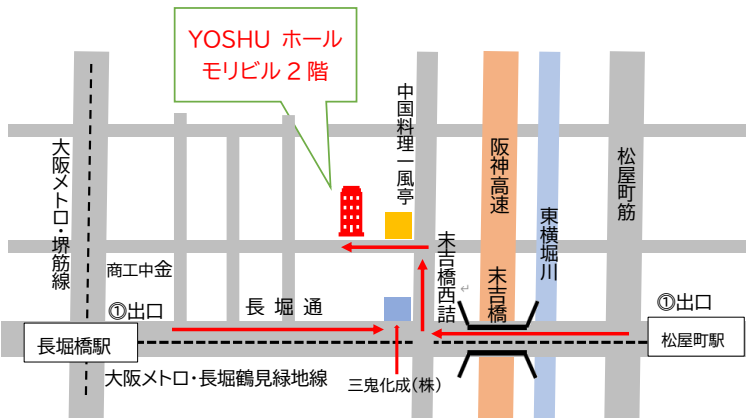 YOSHU ホール
モリビル 2 階
中国料理一風亭
大阪メトロ・堺筋線
阪神高速
東横堀川
松屋町筋
商工中金
末吉橋西詰
末吉橋
①出口
長 堀 通
①出口
長堀橋駅
松屋町駅
大阪メトロ・長堀鶴見緑地線
三鬼化成(株)